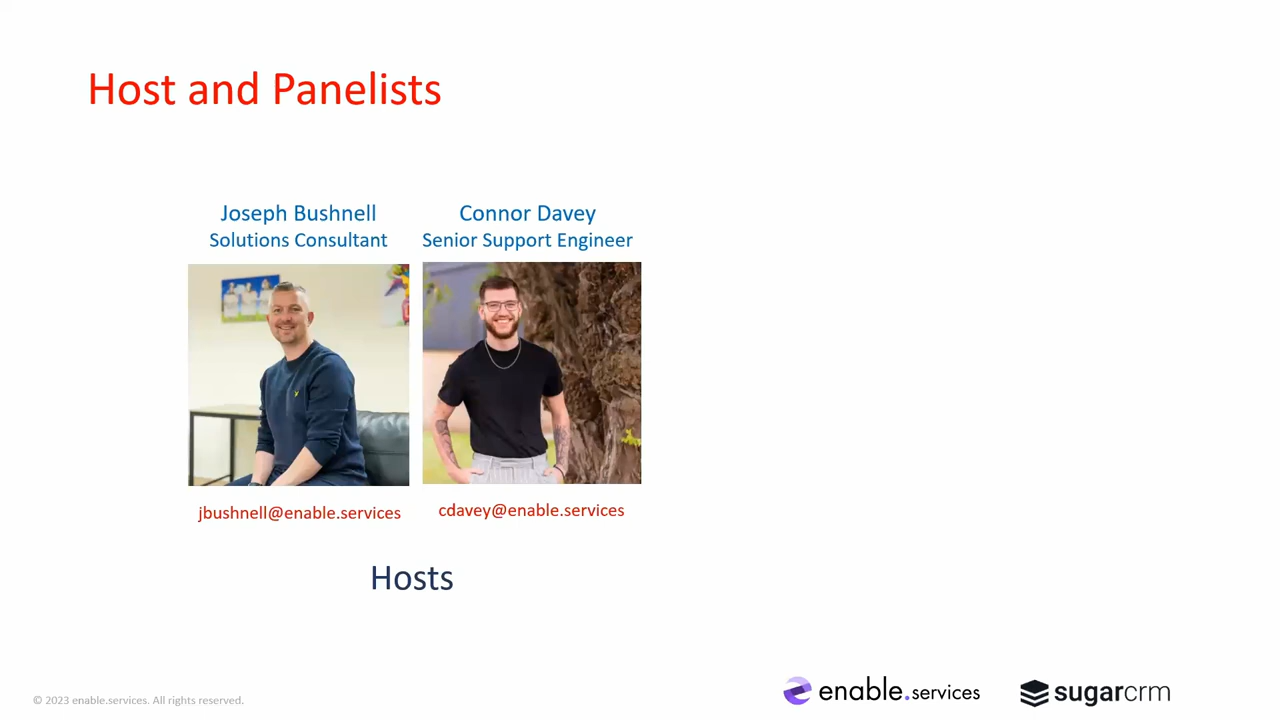 Host and Panelists
Joseph Bushnell
Solutions Consultant
Connor Davey
Senior Support Engineer
jbushnell@enable.services
cdavey@enable.services
Hosts
© 2023 enable.services. All rights reserved.
enable.services
sugarcrm